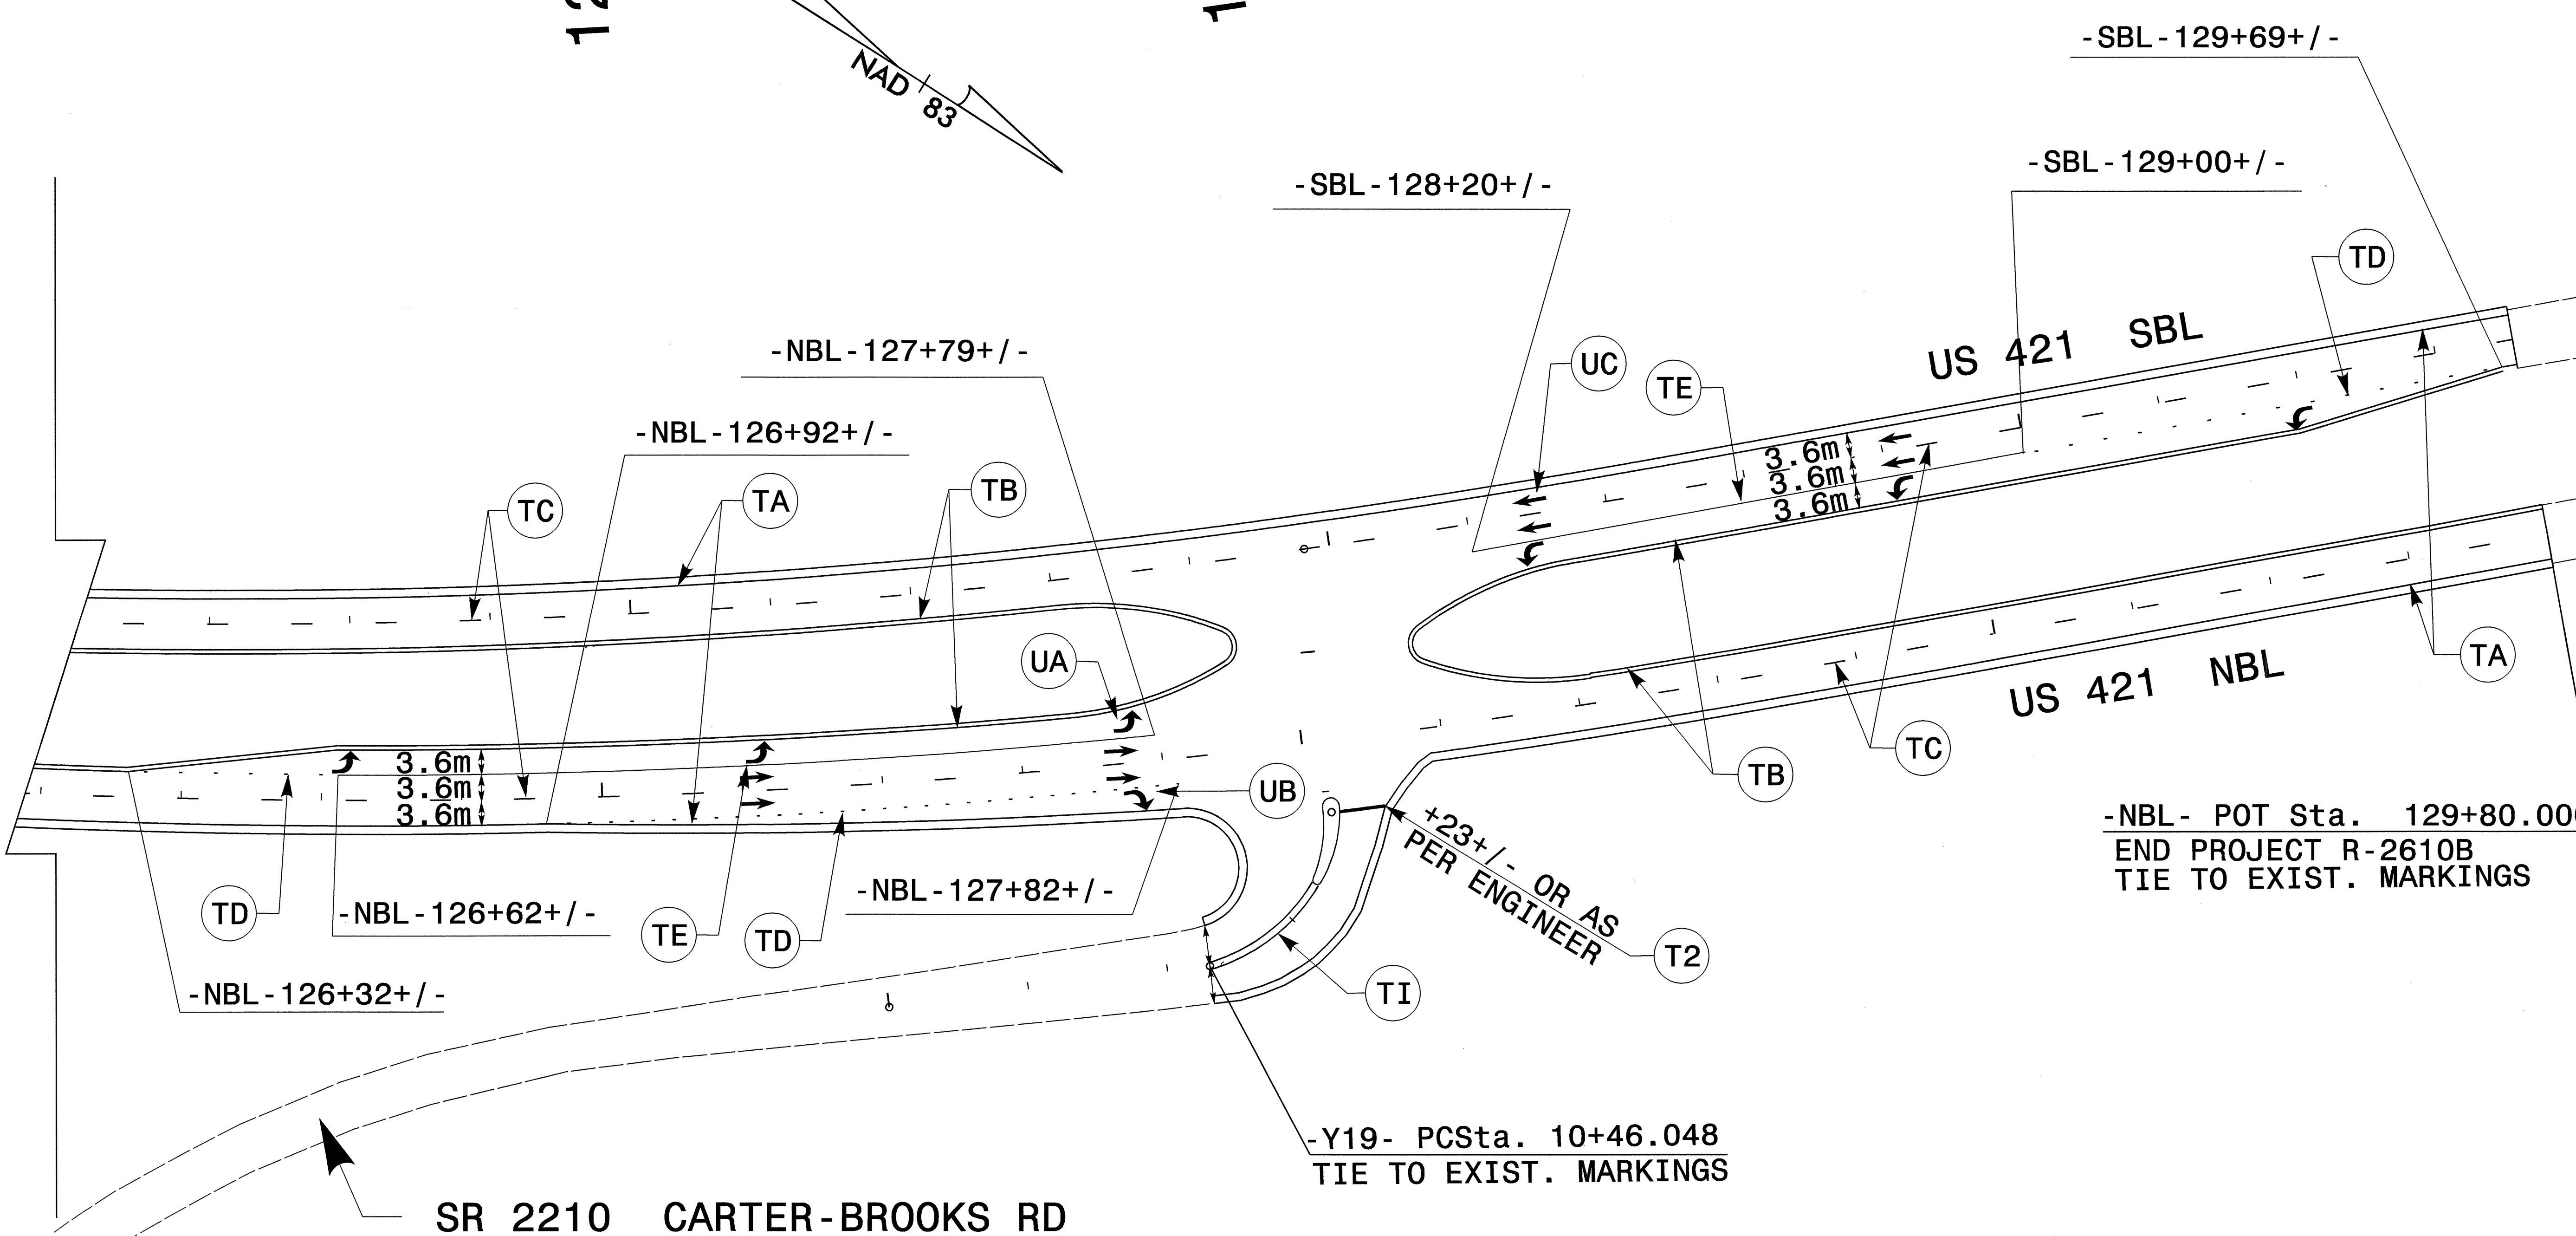 NAD 83
-SBL-129+69+/-
-SBL-128+20+/-
-SBL-129+00+/-
TD
-NBL-127+79+/-
UC
TE
US 421 SBL
-NBL-126+92+/-
TC
TA
TB
3.6m
3.6m
3.6m
UA
TA
US 421 NBL
3.6m
3.6m
3.6m
UB
TB
TC
-NBL- POT Sta. 129+80.00
END PROJECT R-2610B
TIE TO EXIST. MARKINGS
+23+/- OR AS
PER ENGINEER
T2
TD
-NBL-126+62+/-
TE
TD
-NBL-127+82+/-
-NBL-126+32+/-
TI
-Y19- PCSta. 10+46.048
TIE TO EXIST. MARKINGS
SR 2210 CARTER-BROOKS RD